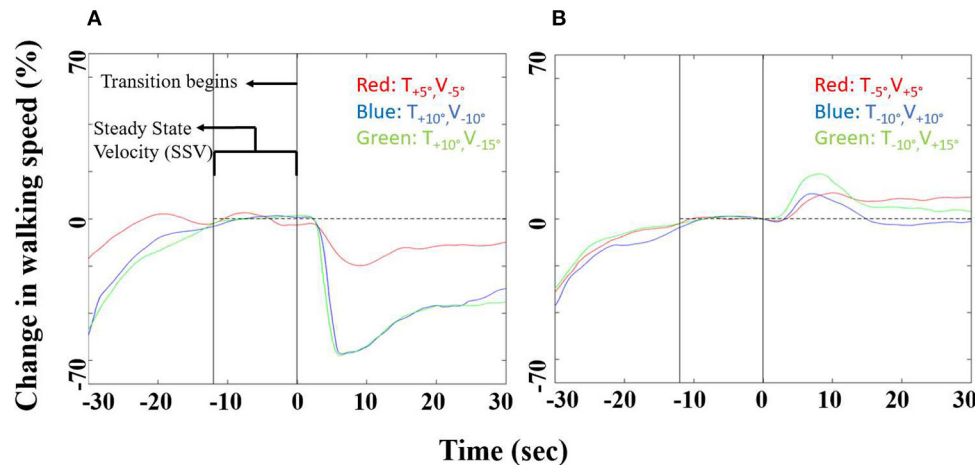 A
B
Change in walking speed (%)
70
0
-70
Transition begins
Steady State
Velocity (SSV)
Red: T+5°,V-5°
Blue: T+10°,V-10°
Green: T+10°,V-15°
-30 -20 -10 0 10 20 30
70
0
-70
Red: T-5°,V+5°
Blue: T-10°,V+10°
Green: T-10°,V+15°
-30 -20 -10 0 10 20 30
Time (sec)